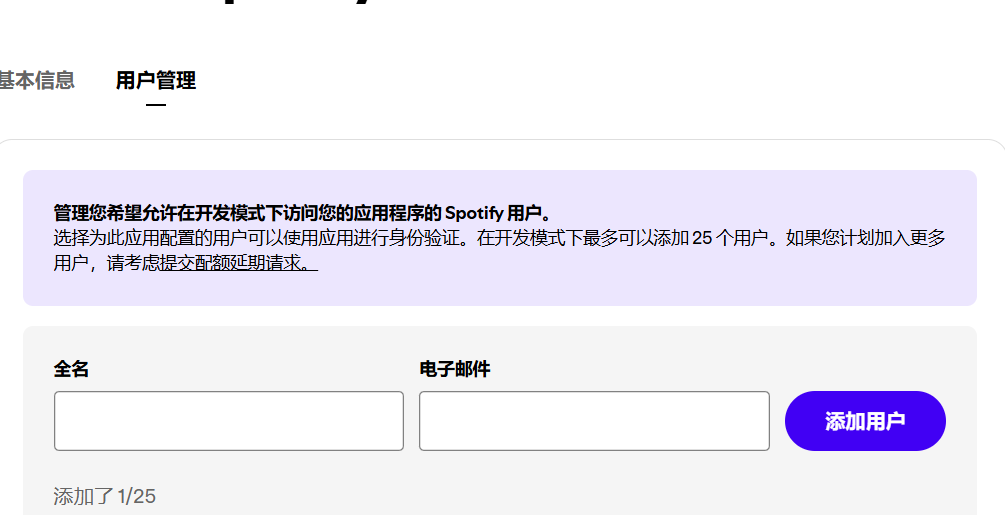 基本信息 用户管理
管理您希望允许在开发模式下访问您的应用程序的 Spotify 用户。
选择为此应用配置的用户可以使用应用进行身份验证。在开发模式下最多可以添加 25 个用户。如果您计划加入更多
用户，请考虑提交配额延期请求。
全名 电子邮件
添加用户
添加了 1/25